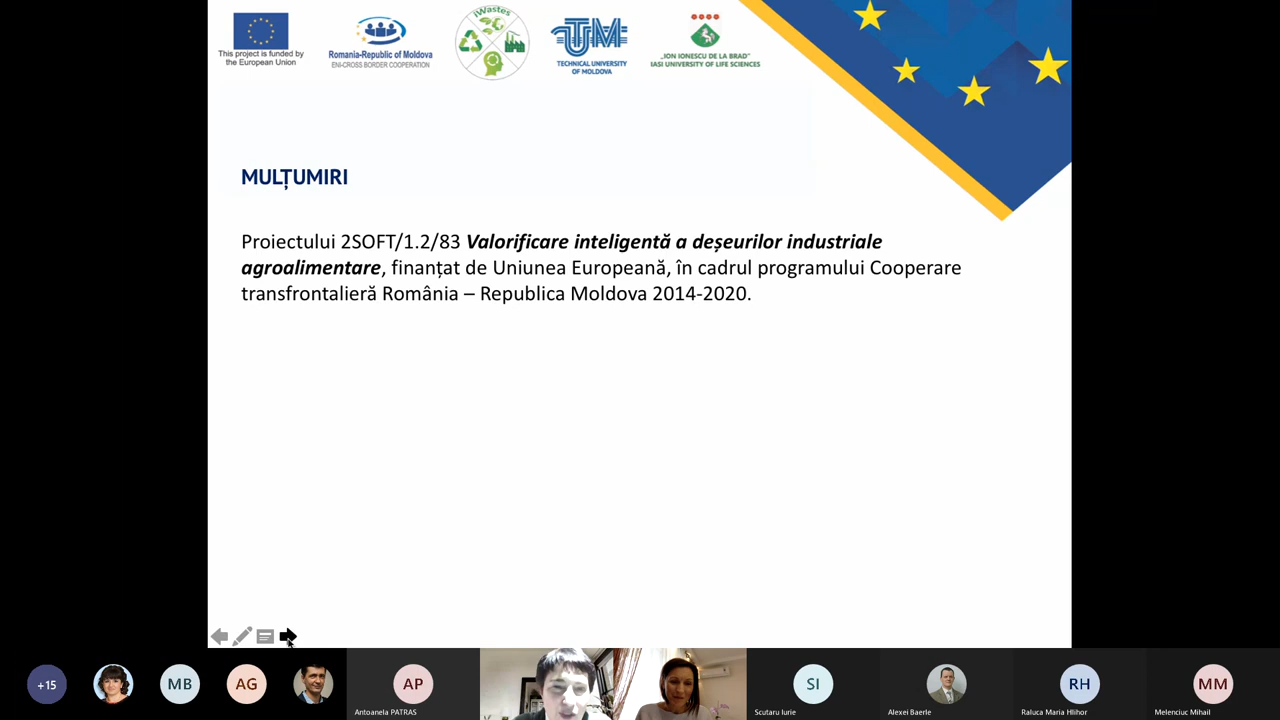 This project is funded by
the European Union
Romania-Republic of Moldova
ENI-CROSS BORDER COOPERATION
iWastes
UTM
TECHNICAL UNIVERSITY
OF MOLDOVA
„ION IONESCU DE LA BRAD”
IASI UNIVERSITY OF LIFE SCIENCES
MULȚUMIRI
Proiectului 2SOFT/1.2/83 Valorificare inteligentă a deșeurilor industriale
agroalimentare, finanțat de Uniunea Europeană, în cadrul programului Cooperare
transfrontalieră România – Republica Moldova 2014-2020.
+15
MB
AG
AP
Antoanela PATRAS
SI
Scutaru Iurie
Alexei Baerle
RH
Raluca Maria Hlihor
MM
Melenciuc Mihail